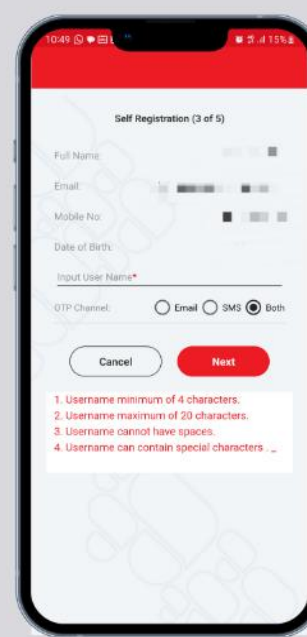 10:49
15%
Self Registration (3 of 5)
Full Name:
Email:
Mobile No:
Date of Birth:
Input User Name*
OTP Channel: Email SMS Both
Cancel Next
1. Username minimum of 4 characters.
2. Username maximum of 20 characters.
3. Username cannot have spaces.
4. Username can contain special characters . _